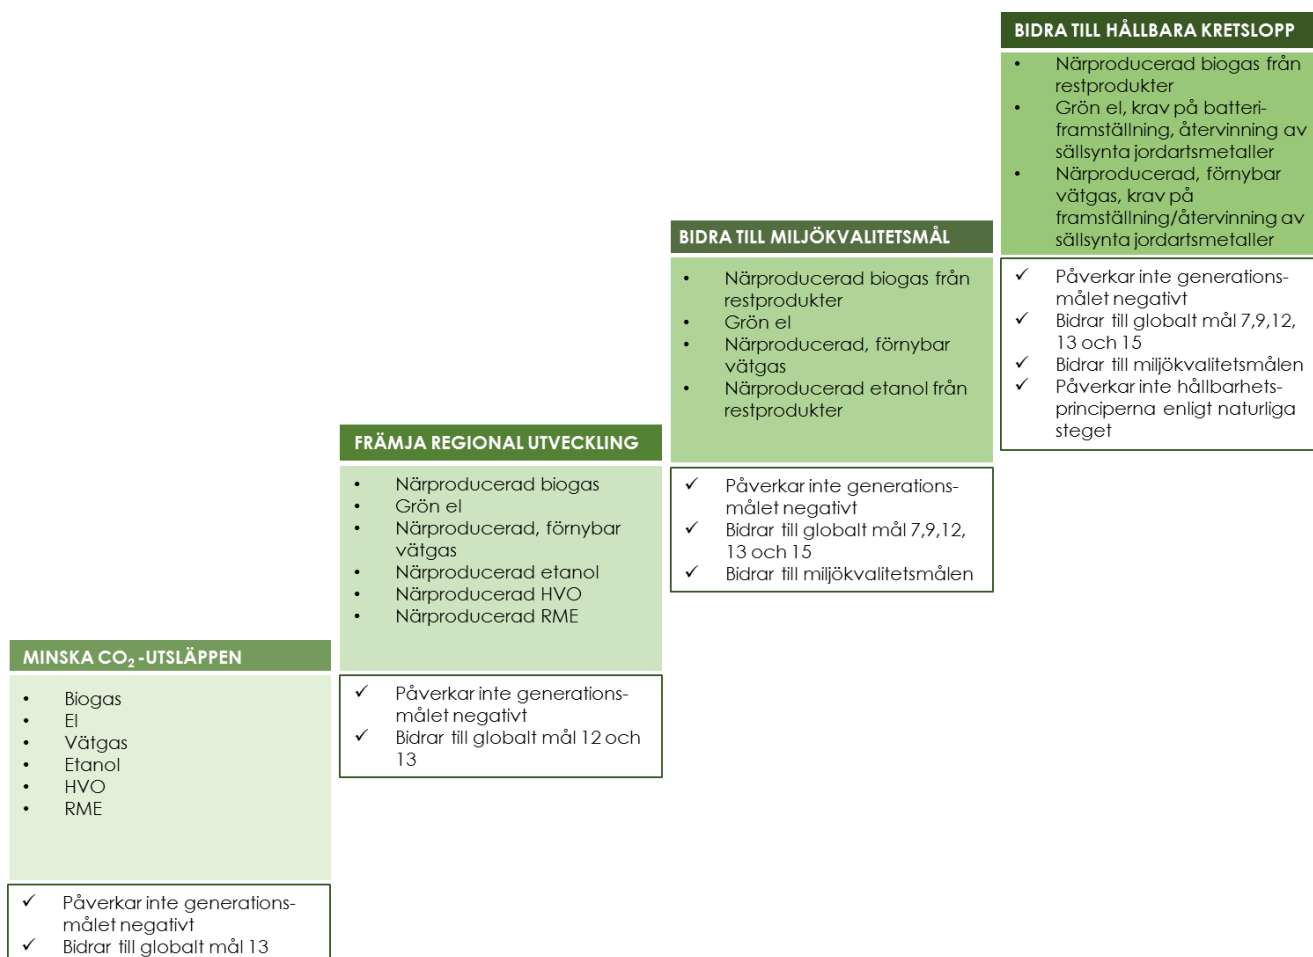 BIDRA TILL HÅLLBARA KRETSLOPP
• Närproducerad biogas från
restprodukter
• Grön el, krav på batteri-
framställning, återvinning av
sällsynta jordartsmetaller
• Närproducerad, förnybar
vätgas, krav på
framställning/återvinning av
sällsynta jordartsmetaller
✓ Påverkar inte generations-
målet negativt
✓ Bidrar till globalt mål 7,9,12,
13 och 15
✓ Bidrar till miljökvalitetsmålen
✓ Påverkar inte hållbarhets-
principerna enligt naturliga
steget
BIDRA TILL MILJÖKVALITETSMÅL
• Närproducerad biogas från
restprodukter
• Grön el
• Närproducerad, förnybar
vätgas
• Närproducerad etanol från
restprodukter
✓ Påverkar inte generations-
målet negativt
✓ Bidrar till globalt mål 7,9,12,
13 och 15
✓ Bidrar till miljökvalitetsmålen
FRÄMJA REGIONAL UTVECKLING
• Närproducerad biogas
• Grön el
• Närproducerad, förnybar
vätgas
• Närproducerad etanol
• Närproducerad HVO
• Närproducerad RME
✓ Påverkar inte generations-
målet negativt
✓ Bidrar till globalt mål 12 och
13
MINSKA CO₂-UTSLÄPPEN
• Biogas
• El
• Vätgas
• Etanol
• HVO
• RME
✓ Påverkar inte generations-
målet negativt
✓ Bidrar till globalt mål 13